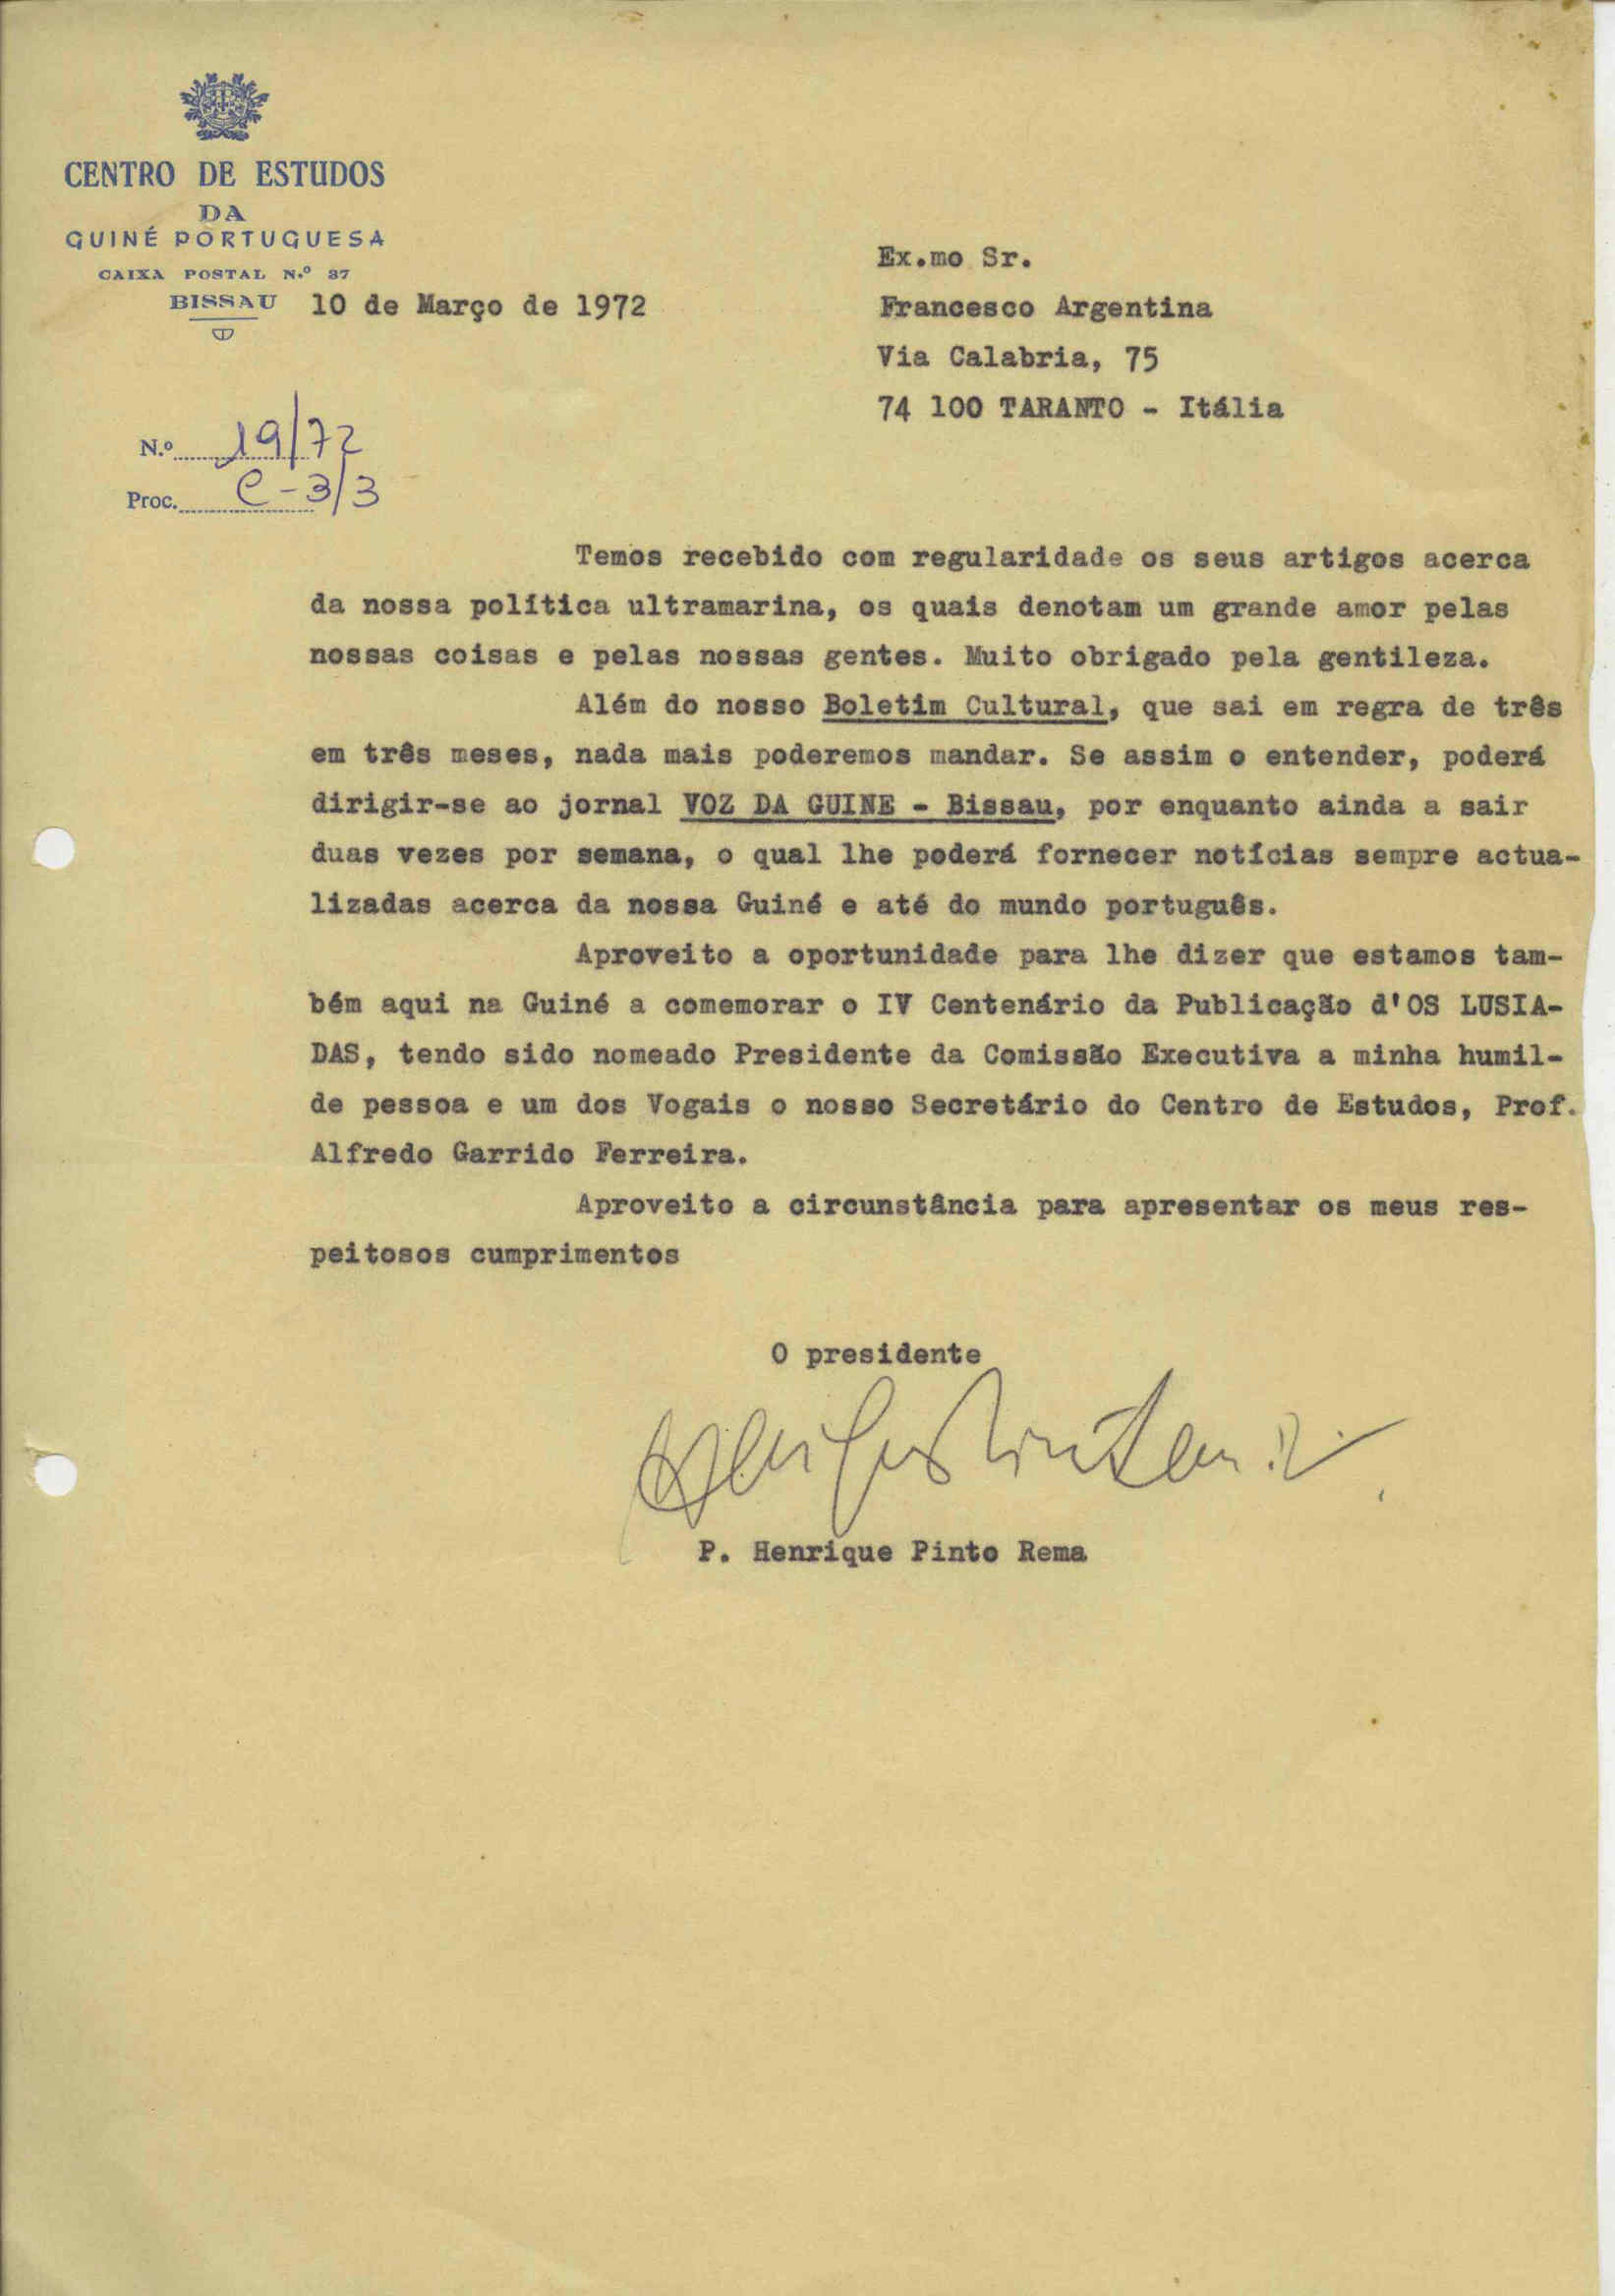 CENTRO DE ESTUDOS
DA
GUINÉ PORTUGUESA
CAIXA POSTAL N.º 37
BISSAU 10 de Março de 1972
Ex.mo Sr.
Francesco Argentina
Via Calabria, 75
74 100 TARANTO - Itália
N.º 19/72
Proc. C-3/3
Temos recebido com regularidade os seus artigos acerca
da nossa política ultramarina, os quais denotam um grande amor pelas
nossas coisas e pelas nossas gentes. Muito obrigado pela gentileza.
Além do nosso Boletim Cultural, que sai em regra de três
em três meses, nada mais poderemos mandar. Se assim o entender, poderá
dirigir-se ao jornal VOZ DA GUINE - Bissau, por enquanto ainda a sair
duas vezes por semana, o qual lhe poderá fornecer notícias sempre actua-
lizadas acerca da nossa Guiné e até do mundo português.
Aproveito a oportunidade para lhe dizer que estamos tam-
bém aqui na Guiné a comemorar o IV Centenário da Publicação d'OS LUSIA-
DAS, tendo sido nomeado Presidente da Comissão Executiva a minha humil-
de pessoa e um dos Vogais o nosso Secretário do Centro de Estudos, Prof.
Alfredo Garrido Ferreira.
Aproveito a circunstância para apresentar os meus res-
peitosos cumprimentos
O presidente
P. Henrique Pinto Rema